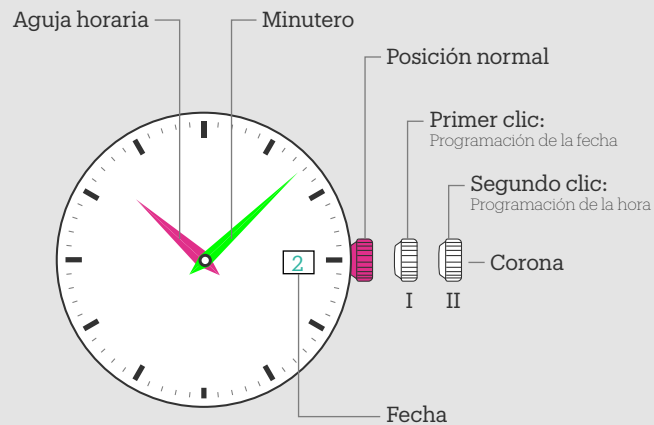 Aguja horaria
Minutero
Posición normal
Primer clic:
Programación de la fecha
Segundo clic:
Programación de la hora
2
Corona
I
II
Fecha